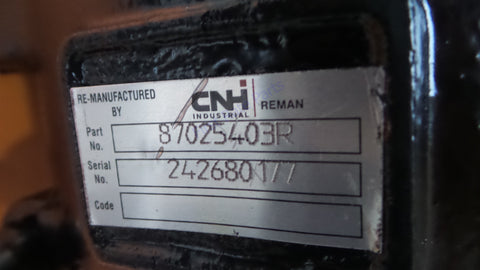 RE-MANUFACTURED
BY
CNH
INDUSTRIAL
REMAN
Part
No.
87025403R
Serial
No.
242680177
Code